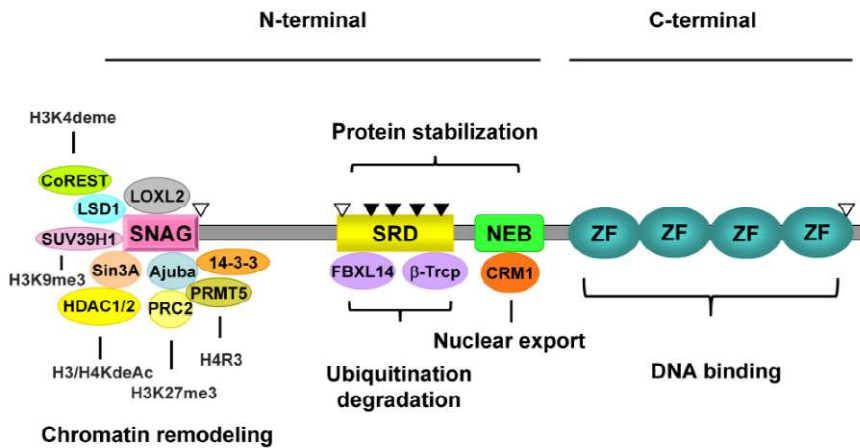 N-terminal
C-terminal
H3K4deme
Protein stabilization
CoREST
LOXL2
LSD1
SUV39H1
SNAG
SRD
NEB
ZF
ZF
ZF
ZF
H3K9me3
Sin3A
Ajuba
14-3-3
FBXL14
β-Trcp
CRM1
HDAC1/2
PRC2
PRMT5
Nuclear export
H3/H4KdeAc
H4R3
H3K27me3
Ubiquitination
degradation
DNA binding
Chromatin remodeling